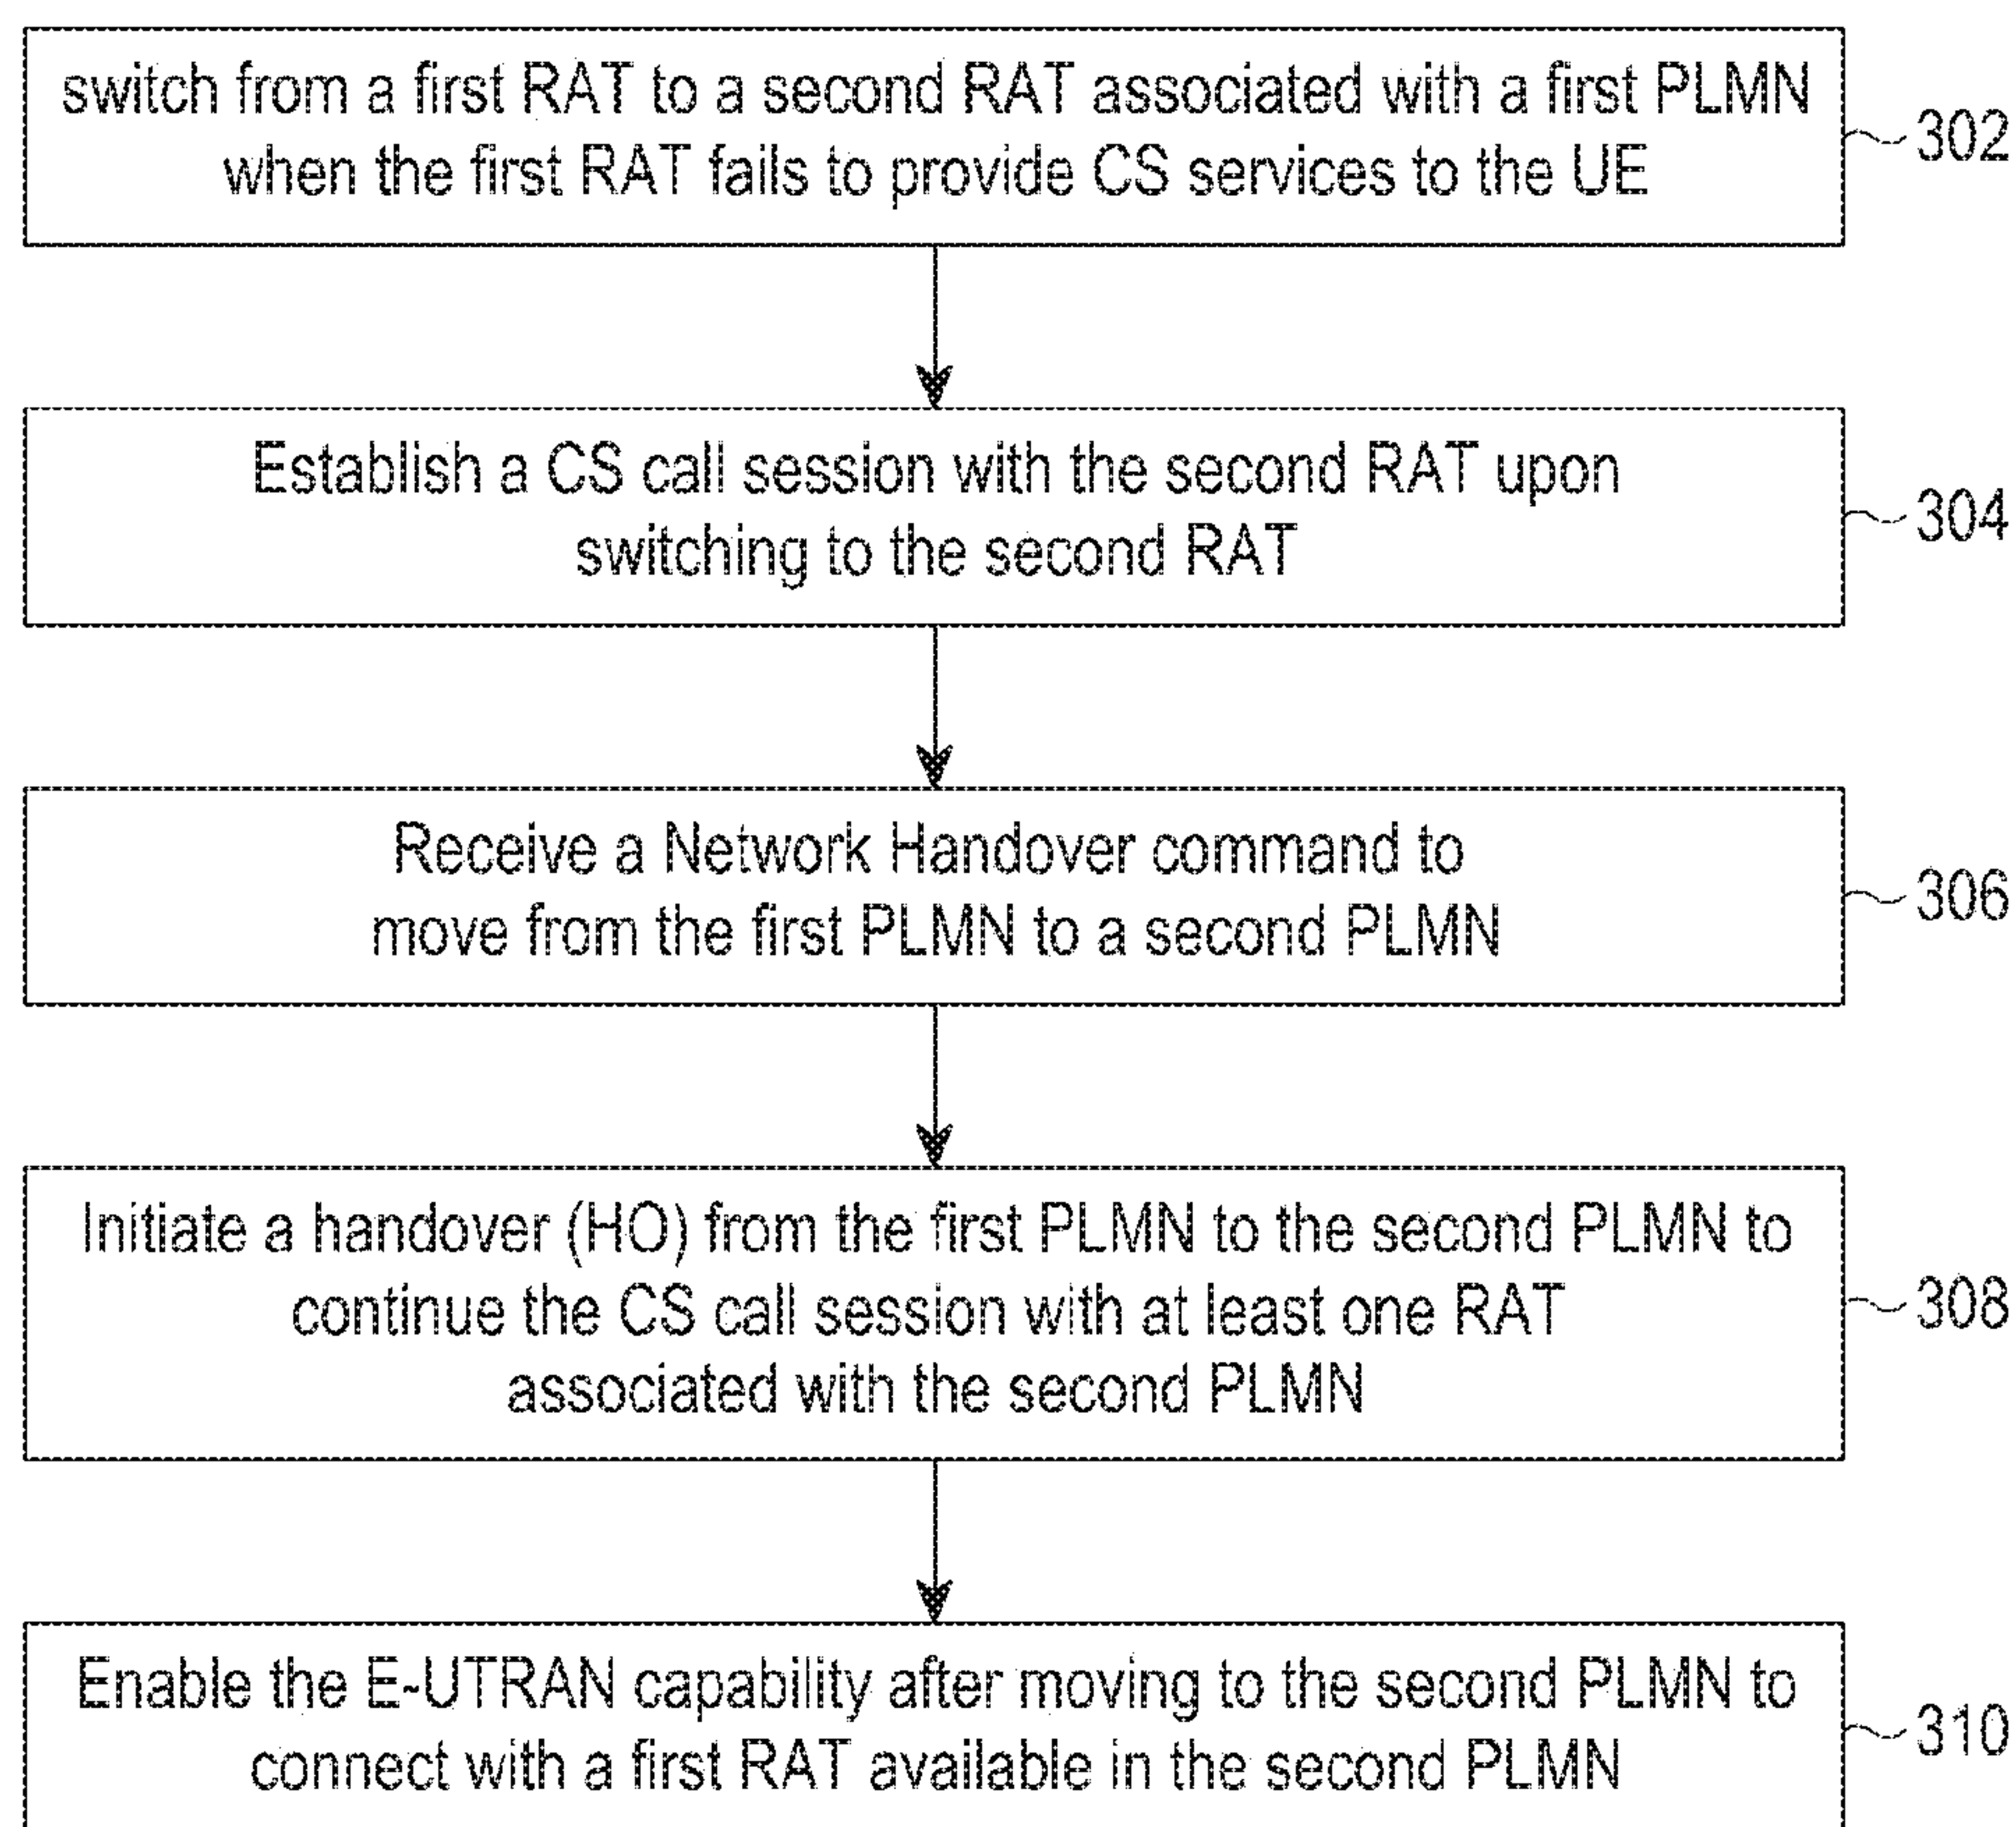 switch from a first RAT to a second RAT associated with a first PLMN
when the first RAT fails to provide CS services to the UE
302
Establish a CS call session with the second RAT upon
switching to the second RAT
304
Receive a Network Handover command to
move from the first PLMN to a second PLMN
306
Initiate a handover (HO) from the first PLMN to the second PLMN to
continue the CS call session with at least one RAT
associated with the second PLMN
308
Enable the E-UTRAN capability after moving to the second PLMN to
connect with a first RAT available in the second PLMN
310